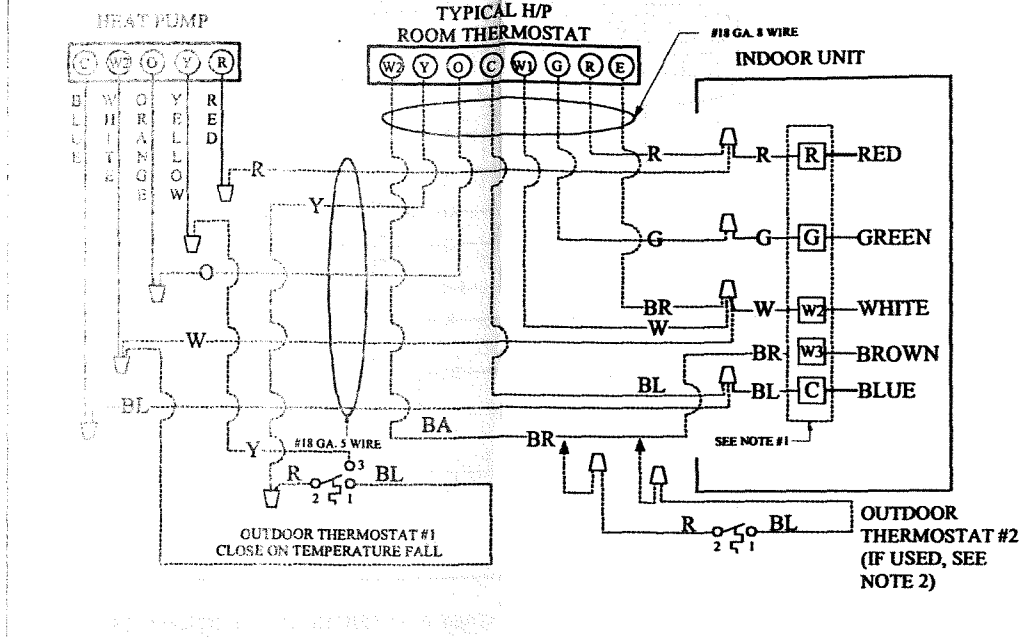 HEAT PUMP
C W2 O Y R
BLUE
WHITE
ORANGE
YELLOW
RED
TYPICAL H/P
ROOM THERMOSTAT
W2 Y O C W1 G R E
#18 GA. 8 WIRE
INDOOR UNIT
R
R
R
R
RED
Y
G
G
G
GREEN
O
BR
W
W2
WHITE
W
W
BR
W3
BROWN
BL
BL
C
BLUE
BL
BA
BR
SEE NOTE #1
Y
#18 GA. 5 WIRE
3
R
2
1
BL
OUTDOOR THERMOSTAT #1
CLOSE ON TEMPERATURE FALL
R
2
1
BL
OUTDOOR
THERMOSTAT #2
(IF USED, SEE
NOTE 2)